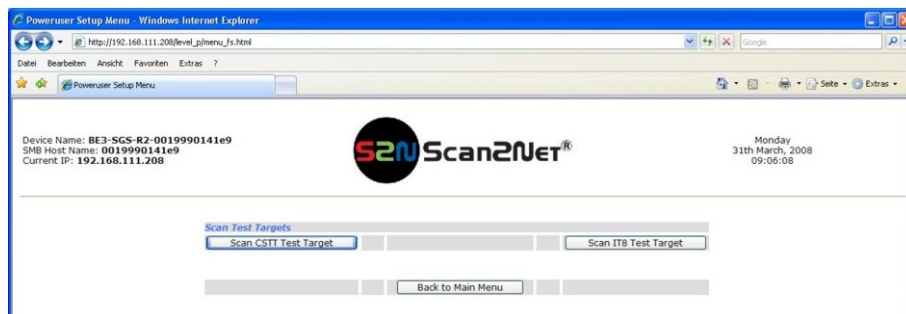 Poweruser Setup Menu - Windows Internet Explorer
http://192.168.111.208/level_p/menu_fs.html
Google
Datei Bearbeiten Ansicht Favoriten Extras ?
Poweruser Setup Menu
Seite Extras
Device Name: BE3-SGS-R2-0019990141e9
SMB Host Name: 0019990141e9
Current IP: 192.168.111.208
S2N Scan2Net®
Monday
31th March, 2008
09:06:08
Scan Test Targets
Scan CSTT Test Target Scan IT8 Test Target
Back to Main Menu